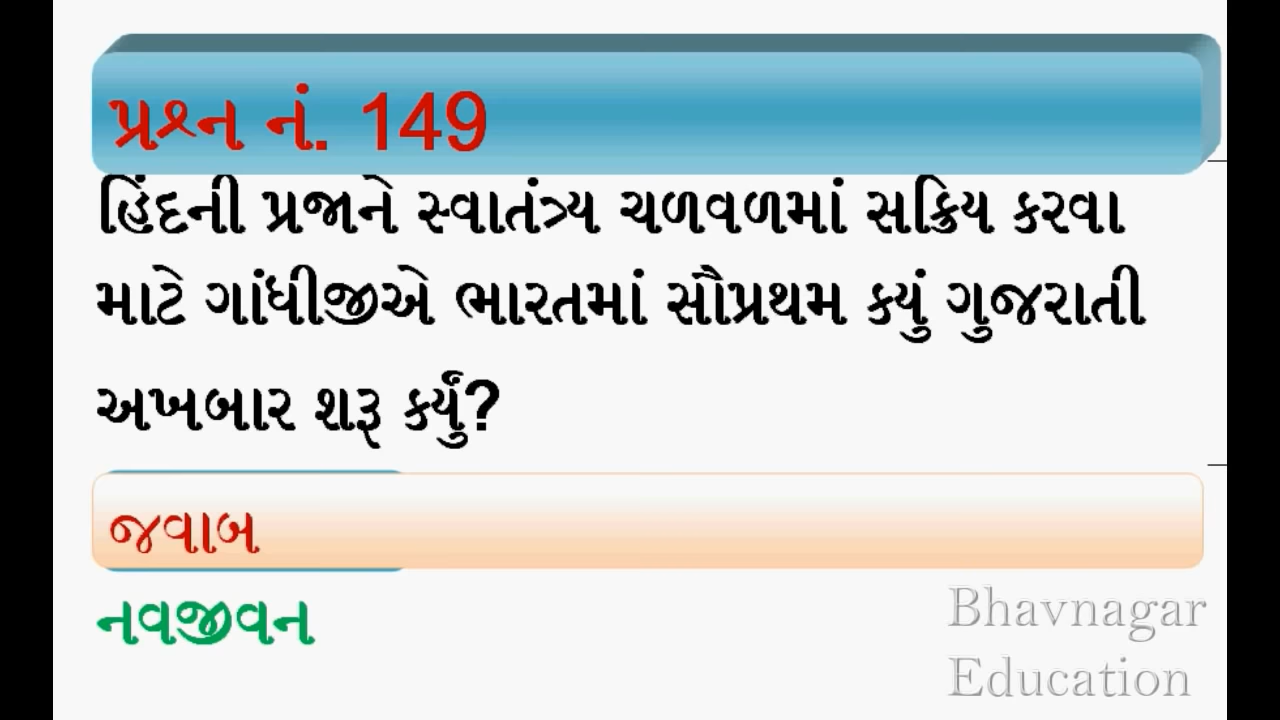 પ્રશ્ન નં. 149
હિંદની પ્રજાને સ્વાતંત્ર્ય ચળવળમાં સક્રિય કરવા
માટે ગાંધીજીએ ભારતમાં સૌપ્રથમ કયું ગુજરાતી
અખબાર શરૂ કર્યું?
જવાબ
નવજીવન
Bhavnagar
Education